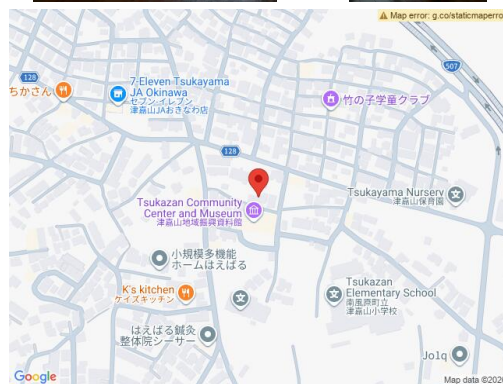 Map error: g.co/staticmaperro
507
128
ちかさん
7-Eleven Tsukayama
JA Okinawa
セブン-イレブン
津嘉山JAおきなわ店
竹の子学童クラブ
128
Tsukayama Nursery
津嘉山保育園
Tsukazan Community
Center and Museum
津嘉山地域振興資料館
小規模多機能
ホームはえばる
K's kitchen
ケイズキッチン
Tsukazan
Elementary School
南風原町立
津嘉山小学校
はえばる鍼灸
整体院シーサー
Jo1q
Google
Map data ©2025